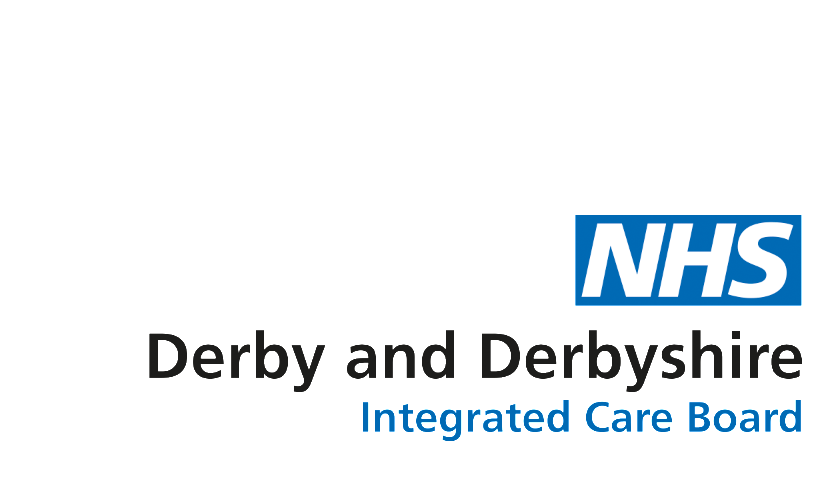 NHS
Derby and Derbyshire
Integrated Care Board